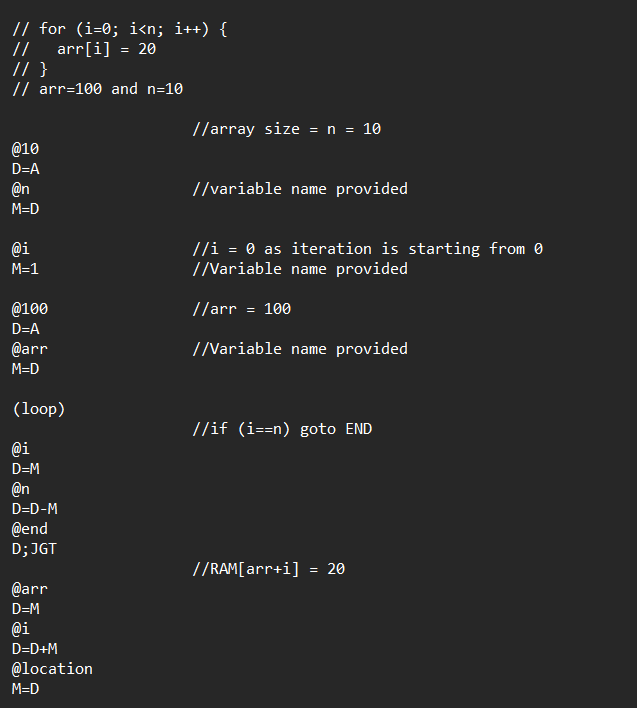 // for (i=0; i<n; i++) {
//   arr[i] = 20
// }
// arr=100 and n=10
//array size = n = 10
@10
D=A
@n                  //variable name provided
M=D
@i                  //i = 0 as iteration is starting from 0
M=1                 //Variable name provided
@100                //arr = 100
D=A
@arr                //Variable name provided
M=D
(loop)
//if (i==n) goto END
@i
D=M
@n
D=D-M
@end
D;JGT
//RAM[arr+i] = 20
@arr
D=M
@i
D=D+M
@location
M=D